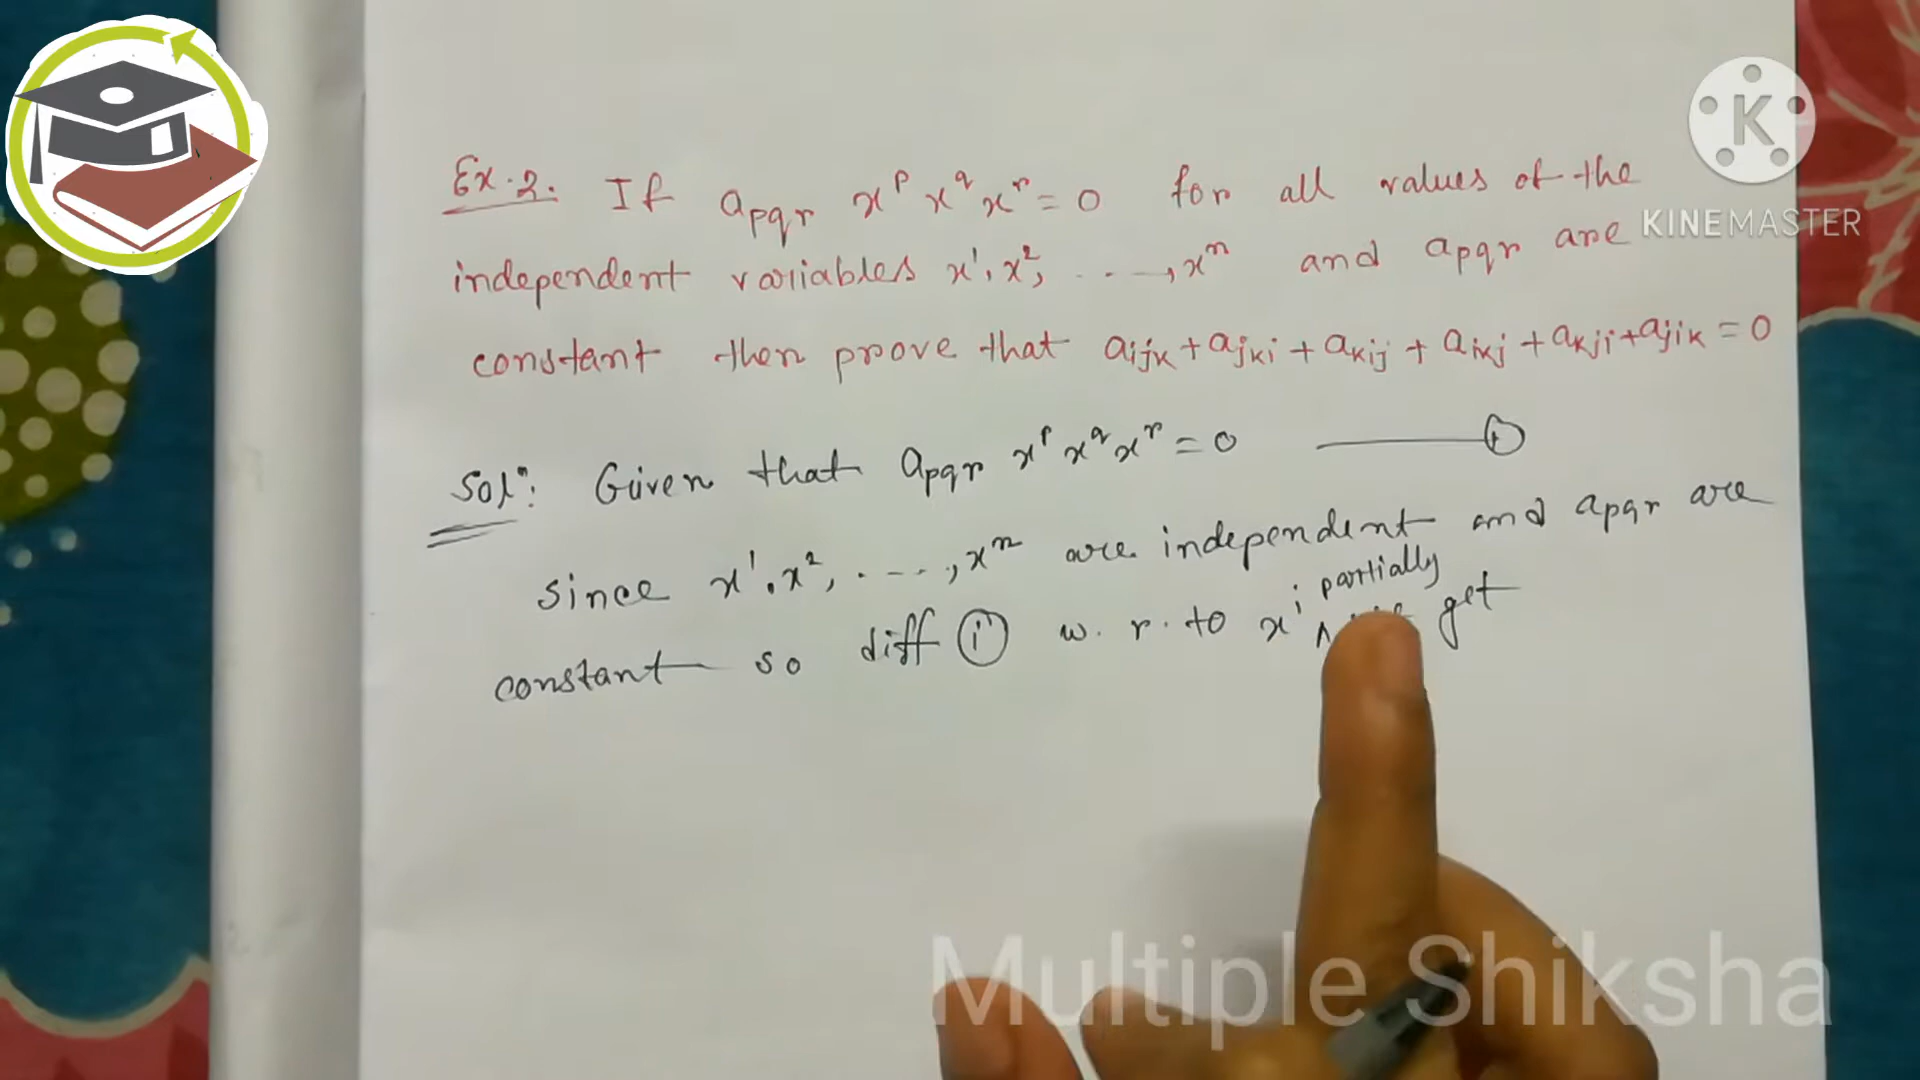 Ex.2. If apqr x^p x^q x^r = 0 for all values of the
independent variables x^1, x^2, ----, x^n and apqr are
constant then prove that aijk + ajki + akij + aikj + akji + ajik = 0
Solⁿ: Given that apqr x^p x^q x^r = 0 ——— ①
since x^1, x^2, ----, x^n are independent and apqr are
constant so diff ① w.r.to x^i partially get
K
KINEMASTER
Multiple Shiksha